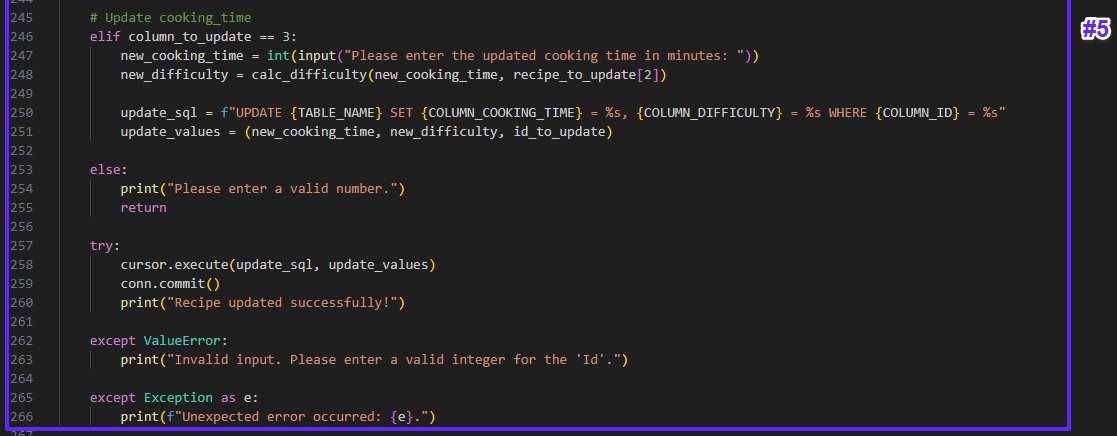 245 # Update cooking_time
246 elif column_to_update == 3:
247 new_cooking_time = int(input("Please enter the updated cooking time in minutes: "))
248 new_difficulty = calc_difficulty(new_cooking_time, recipe_to_update[2])
249
250 update_sql = f"UPDATE {TABLE_NAME} SET {COLUMN_COOKING_TIME} = %s, {COLUMN_DIFFICULTY} = %s WHERE {COLUMN_ID} = %s"
251 update_values = (new_cooking_time, new_difficulty, id_to_update)
252
253 else:
254 print("Please enter a valid number.")
255 return
256
257 try:
258 cursor.execute(update_sql, update_values)
259 conn.commit()
260 print("Recipe updated successfully!")
261
262 except ValueError:
263 print("Invalid input. Please enter a valid integer for the 'Id'.")
264
265 except Exception as e:
266 print(f"Unexpected error occurred: {e}.")
#5